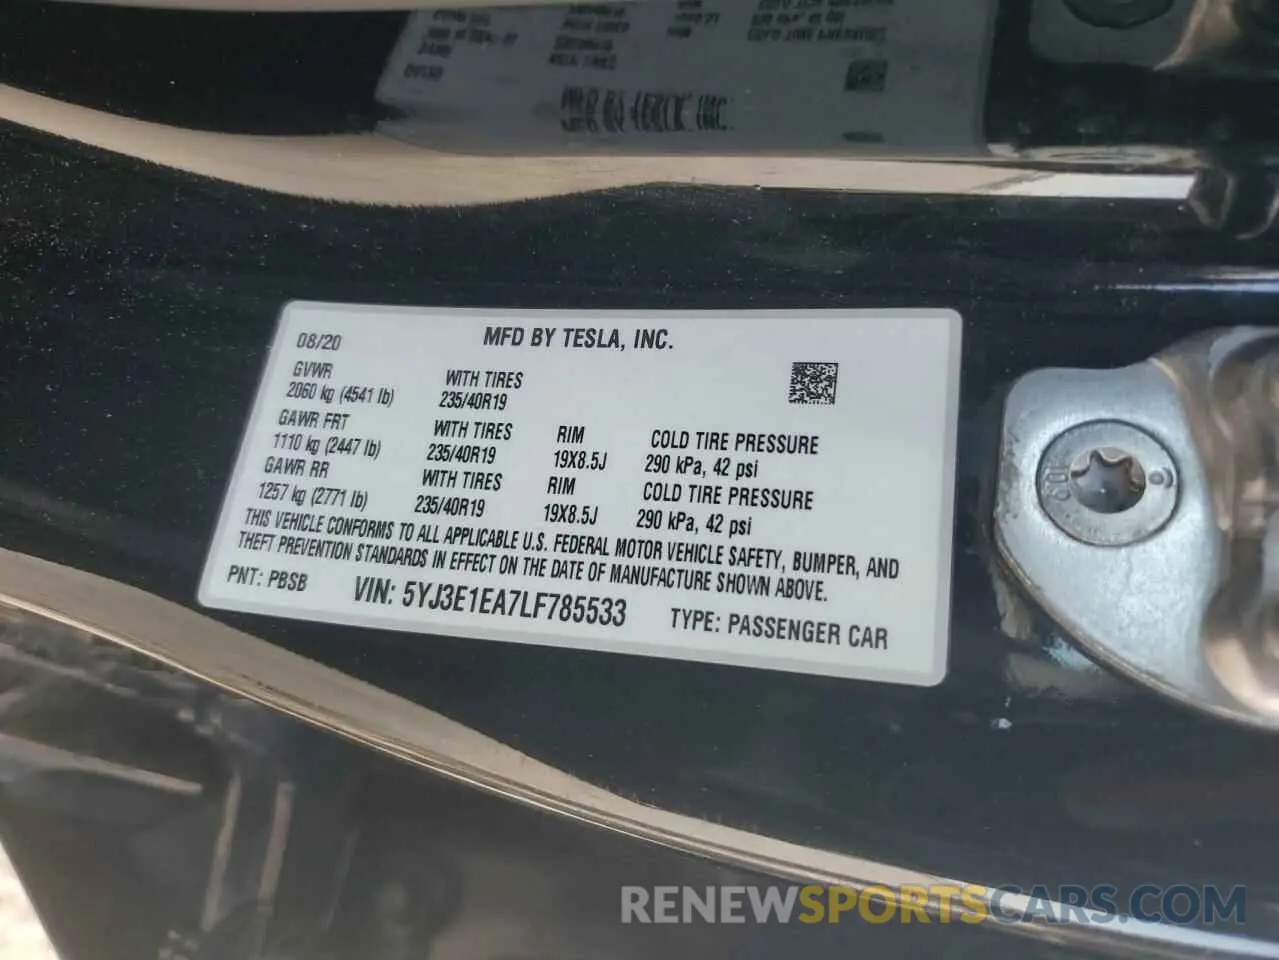 08/20 MFD BY TESLA, INC.
GVWR
2060 kg (4541 lb) WITH TIRES
235/40R19
GAWR FRT
1110 kg (2447 lb) WITH TIRES RIM COLD TIRE PRESSURE
235/40R19 19X8.5J 290 kPa, 42 psi
GAWR RR
1257 kg (2771 lb) WITH TIRES RIM COLD TIRE PRESSURE
235/40R19 19X8.5J 290 kPa, 42 psi
THIS VEHICLE CONFORMS TO ALL APPLICABLE U.S. FEDERAL MOTOR VEHICLE SAFETY, BUMPER, AND
THEFT PREVENTION STANDARDS IN EFFECT ON THE DATE OF MANUFACTURE SHOWN ABOVE.
PNT: PBSB VIN: 5YJ3E1EA7LF785533 TYPE: PASSENGER CAR
RENEWSPORTSCARS.COM